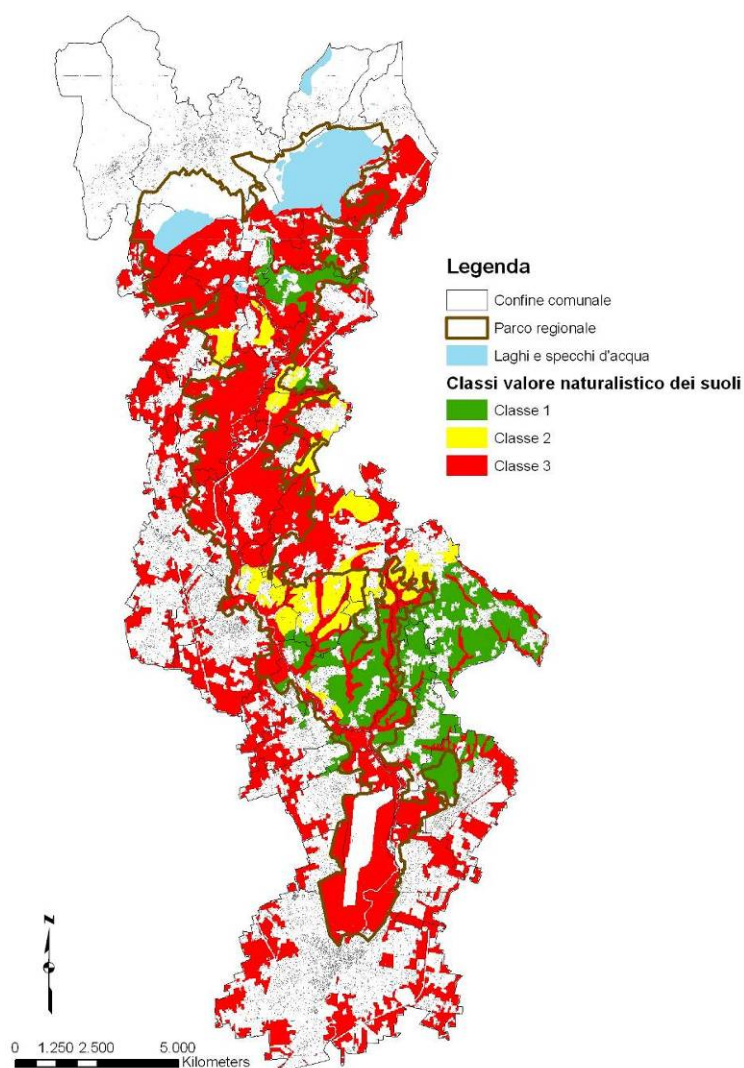 Legenda
Confine comunale
Parco regionale
Laghi e specchi d'acqua
Classi valore naturalistico dei suoli
Classe 1
Classe 2
Classe 3
N
0 1.250 2.500 5.000
Kilometers